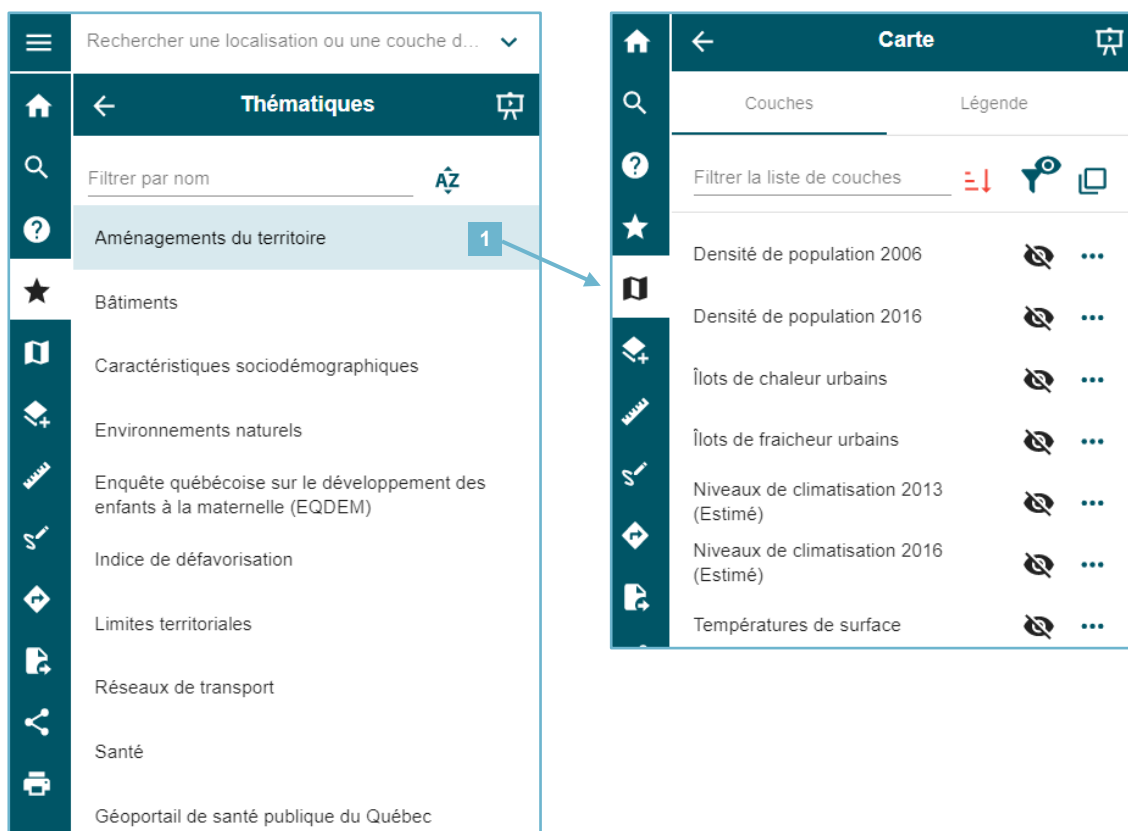 Rechercher une localisation ou une couche d...
Thématiques
Filtrer par nom
AZ
Aménagements du territoire
1
Bâtiments
Caractéristiques sociodémographiques
Environnements naturels
Enquête québécoise sur le développement des
enfants à la maternelle (EQDEM)
Indice de défavorisation
Limites territoriales
Réseaux de transport
Santé
Géoportail de santé publique du Québec
Carte
Couches
Légende
Filtrer la liste de couches
Densité de population 2006
Densité de population 2016
Îlots de chaleur urbains
Îlots de fraicheur urbains
Niveaux de climatisation 2013
(Estimé)
Niveaux de climatisation 2016
(Estimé)
Températures de surface